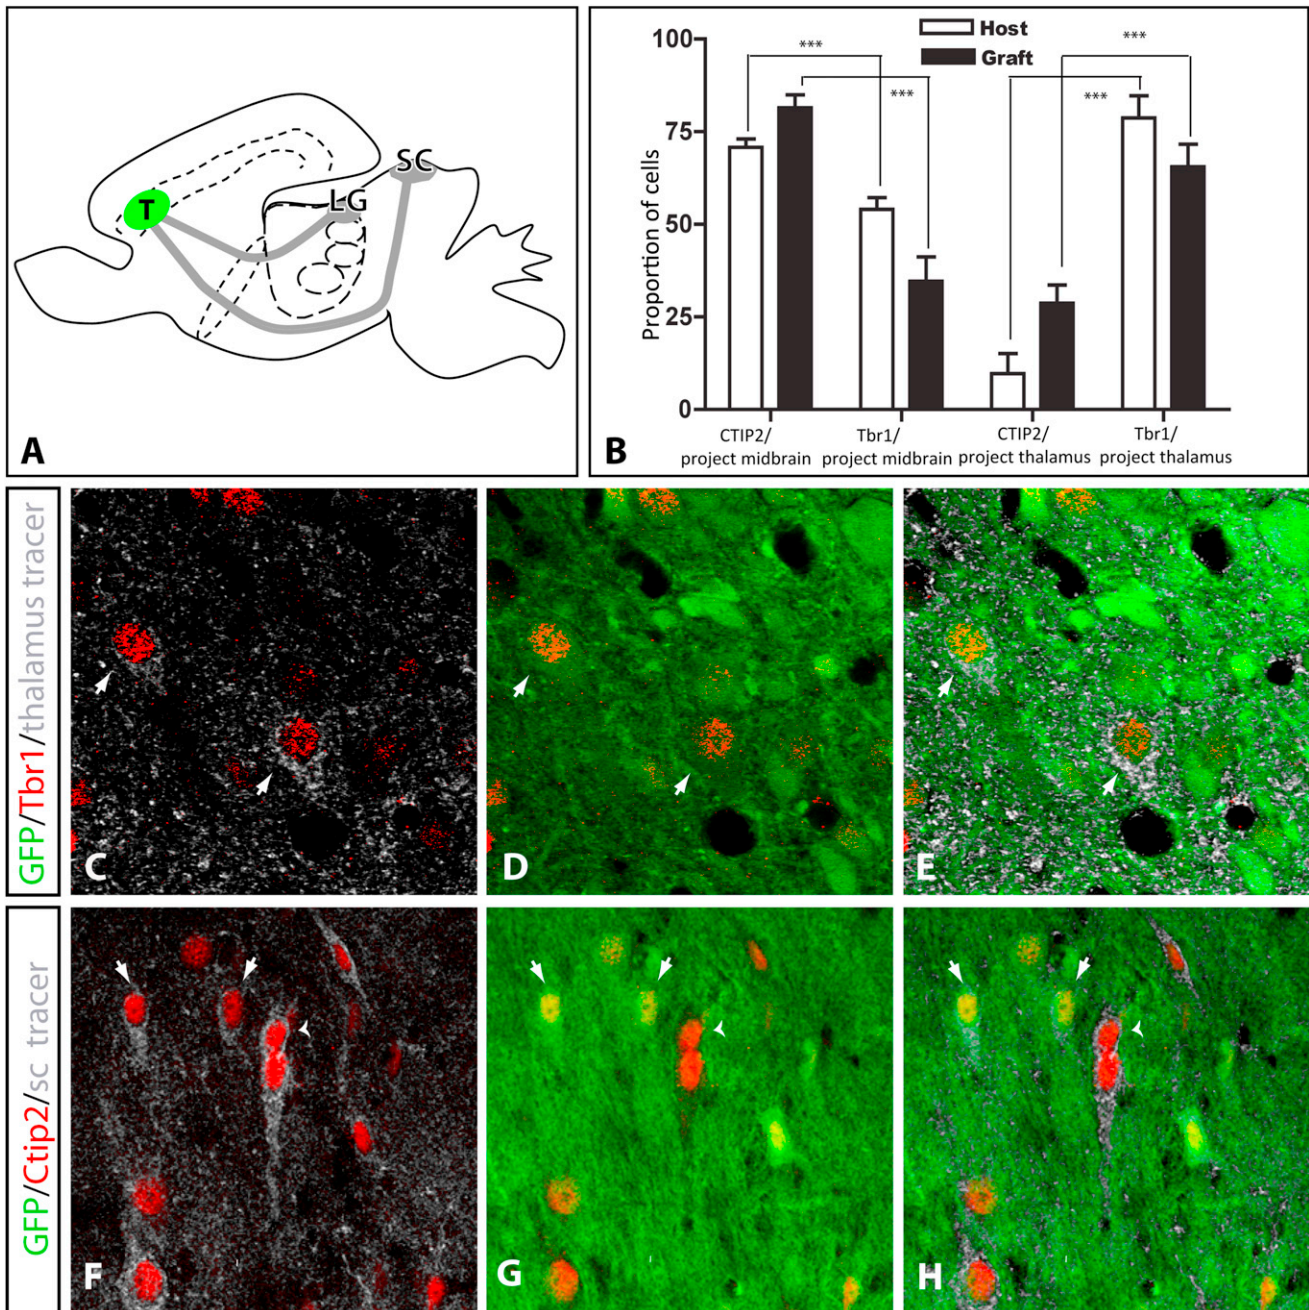 T
LG
SC
A
100
75
50
25
0
Proportion of cells
Host
Graft
***
***
***
***
CTIP2/
project midbrain
Tbr1/
project midbrain
CTIP2/
project thalamus
Tbr1/
project thalamus
B
GFP/Tbr1/thalamus tracer
C
D
E
GFP/Ctip2/sc tracer
F
G
H